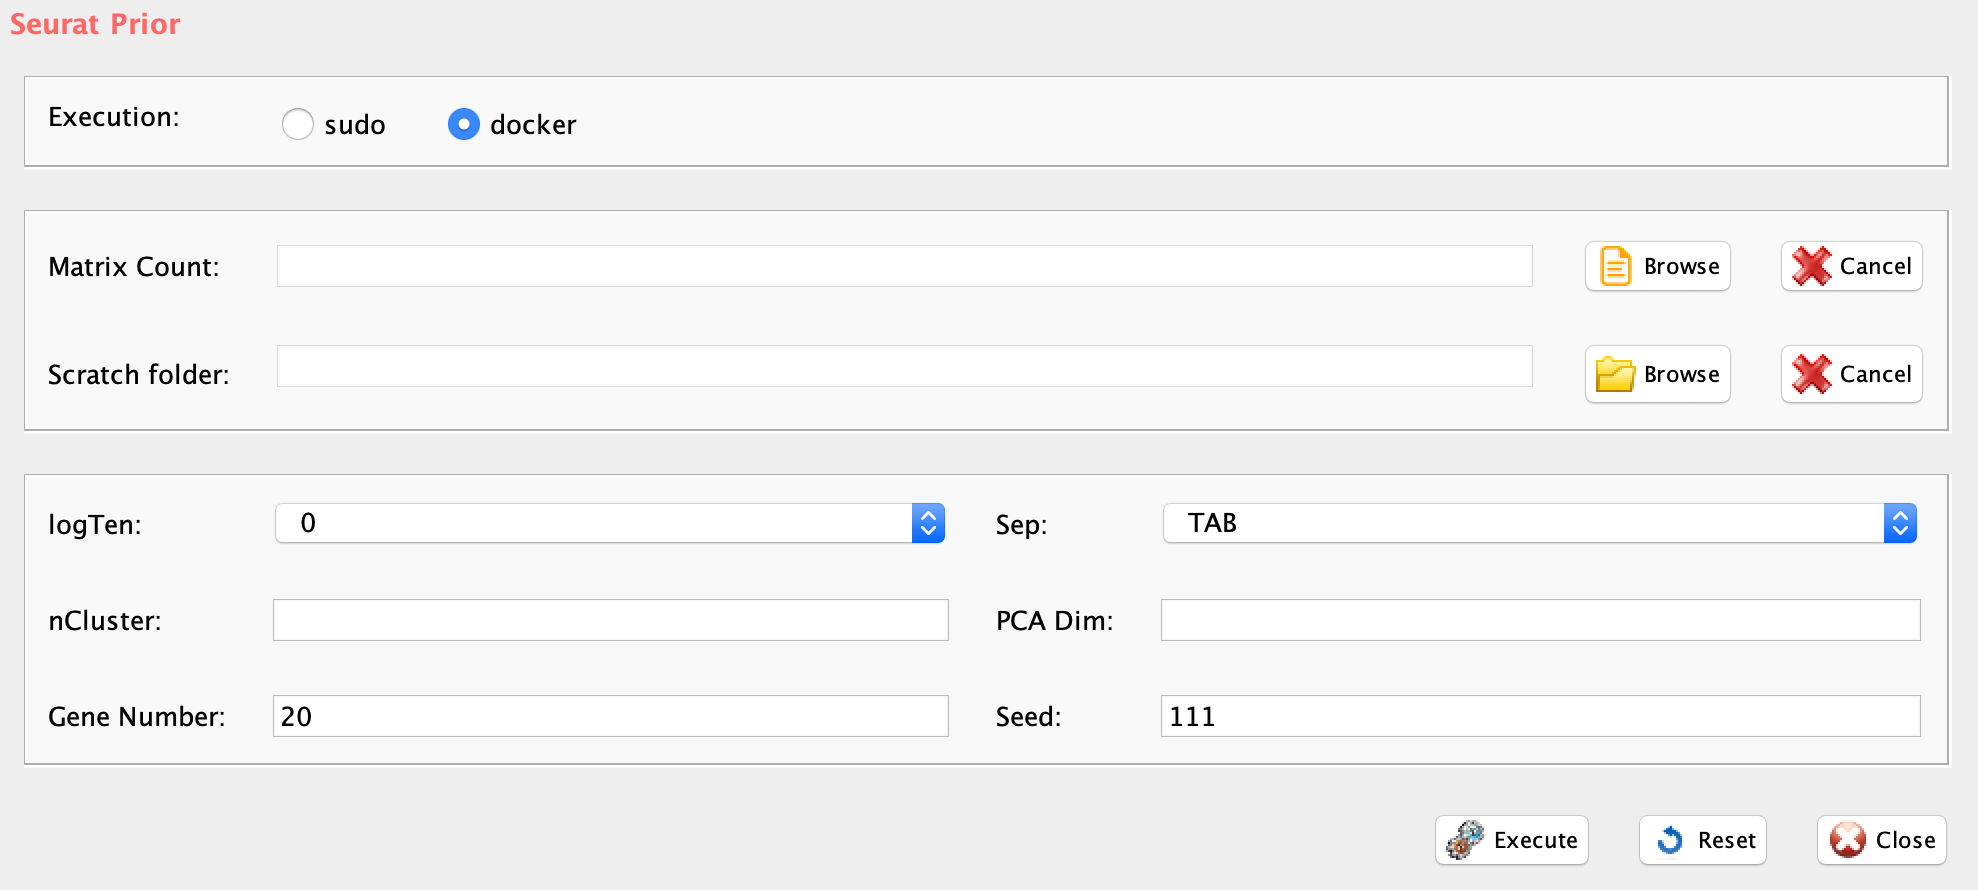 Seurat Prior
Execution: sudo docker
Matrix Count: Browse Cancel
Scratch folder: Browse Cancel
logTen: 0 Sep: TAB
nCluster: PCA Dim:
Gene Number: 20 Seed: 111
Execute Reset Close